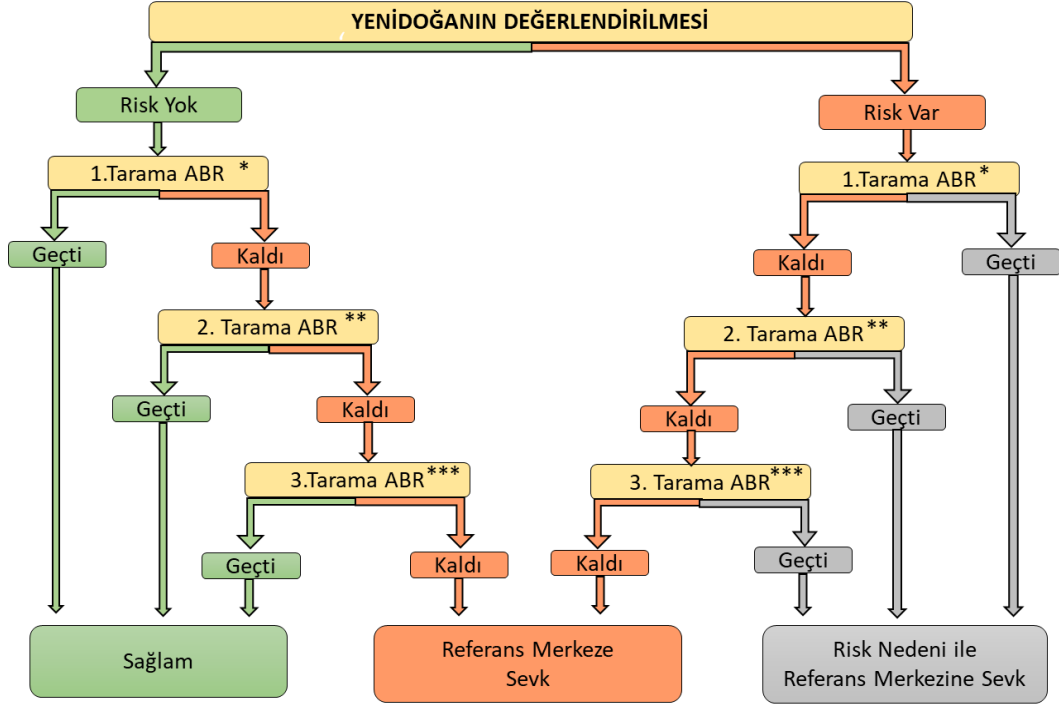 YENİDOĞANIN DEĞERLENDİRİLMESİ
Risk Yok
Risk Var
1.Tarama ABR *
1.Tarama ABR*
Geçti
Kaldı
Kaldı
Geçti
2. Tarama ABR **
2. Tarama ABR**
Geçti
Kaldı
Kaldı
Geçti
3.Tarama ABR***
3. Tarama ABR***
Geçti
Kaldı
Kaldı
Geçti
Sağlam
Referans Merkeze
Sevk
Risk Nedeni ile
Referans Merkezine Sevk